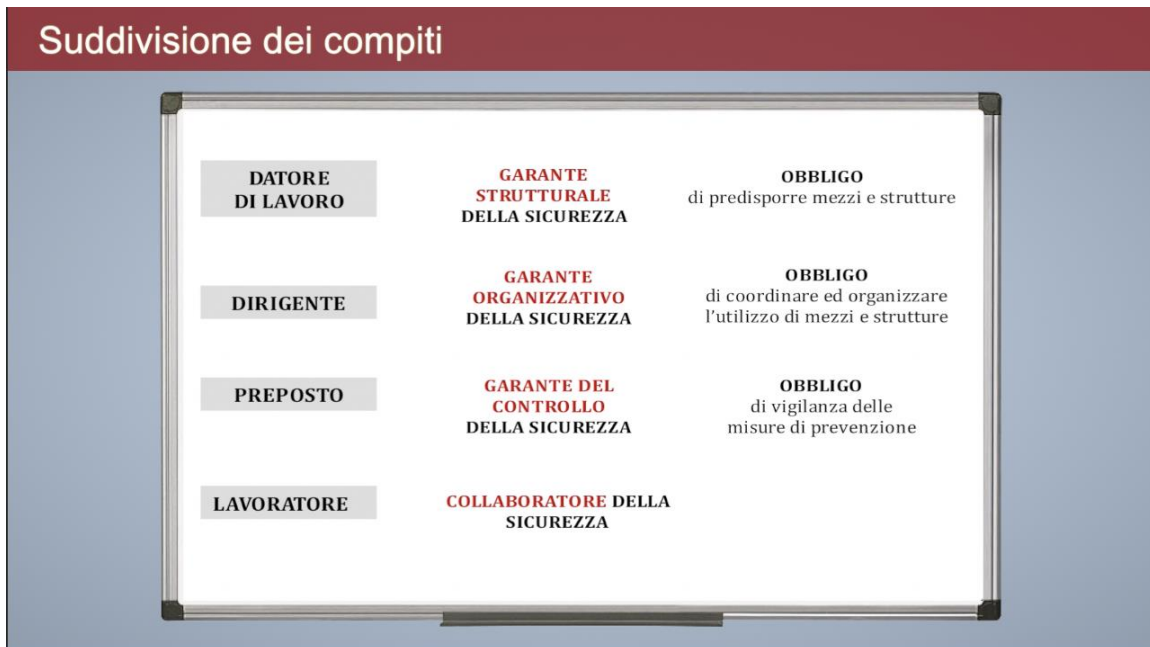 Suddivisione dei compiti
DATORE
DI LAVORO
GARANTE
STRUTTURALE
DELLA SICUREZZA
OBBLIGO
di predisporre mezzi e strutture
DIRIGENTE
GARANTE
ORGANIZZATIVO
DELLA SICUREZZA
OBBLIGO
di coordinare ed organizzare
l'utilizzo di mezzi e strutture
PREPOSTO
GARANTE DEL
CONTROLLO
DELLA SICUREZZA
OBBLIGO
di vigilanza delle
misure di prevenzione
LAVORATORE
COLLABORATORE DELLA
SICUREZZA